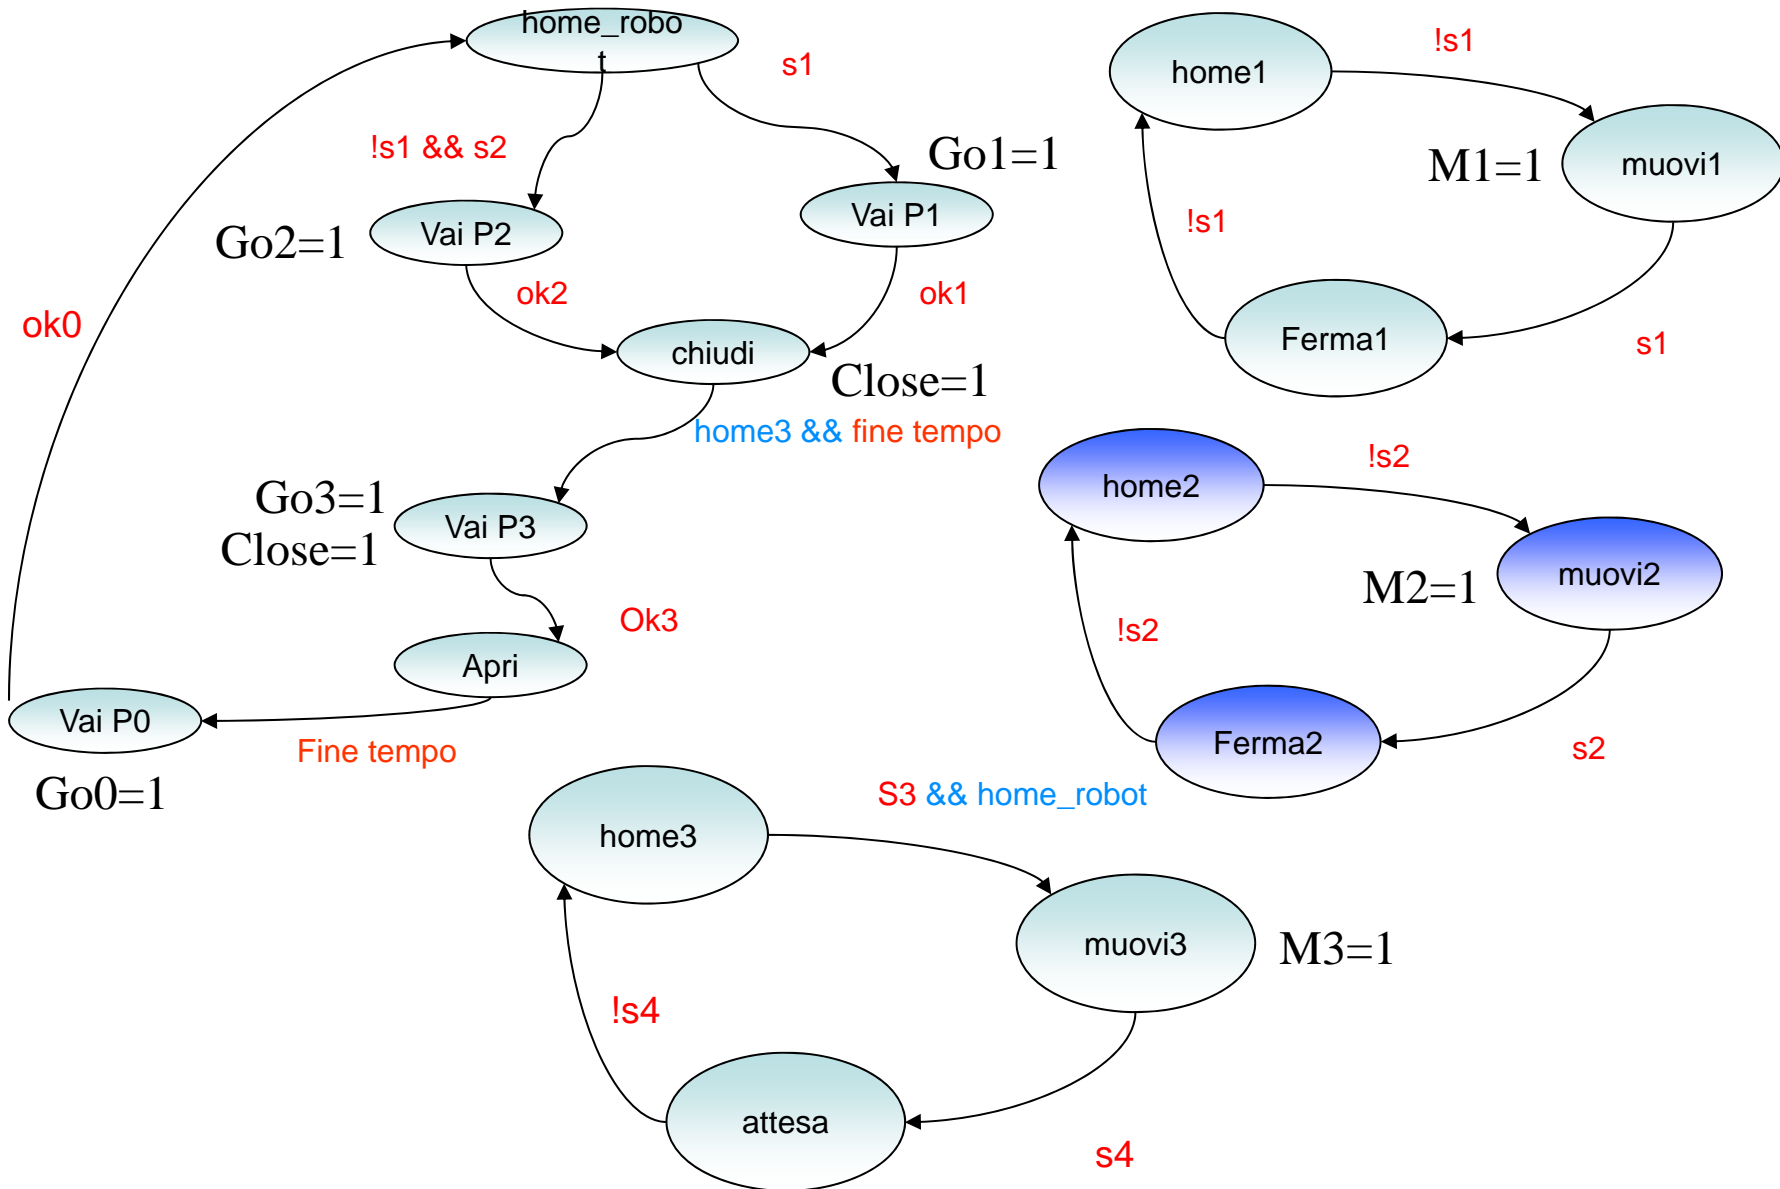 home_robo
t
s1
!s1 && s2
Go1=1
Vai P1
Vai P2
Go2=1
ok2
ok1
ok0
chiudi
Close=1
home3 && fine tempo
Go3=1
Close=1
Vai P3
Ok3
Apri
Vai P0
Fine tempo
Go0=1
home1
!s1
M1=1
muovi1
!s1
Ferma1
s1
home2
!s2
M2=1
muovi2
!s2
Ferma2
s2
home3
S3 && home_robot
muovi3
M3=1
!s4
attesa
s4